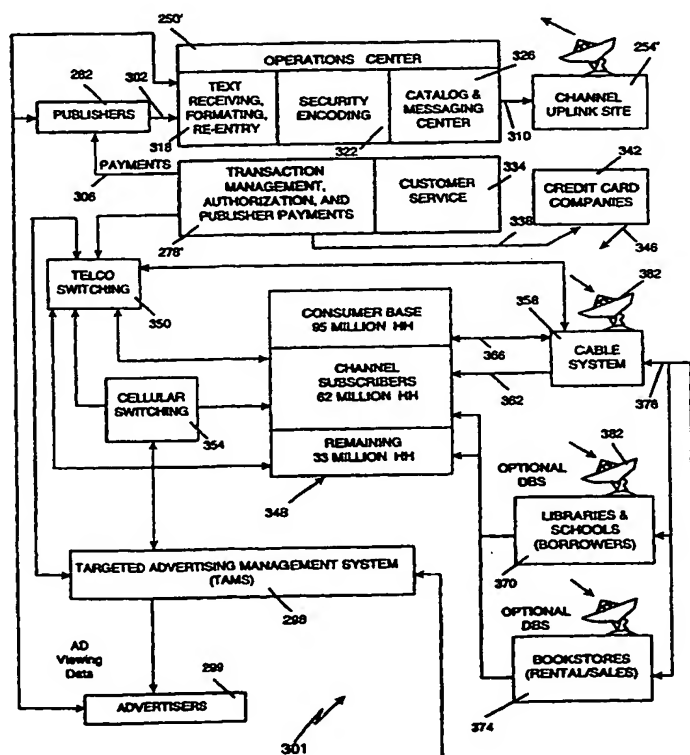 250'
OPERATIONS CENTER
326
254'
282
302
PUBLISHERS
TEXT
RECEIVING,
FORMATING,
RE-ENTRY
318
SECURITY
ENCODING
322
CATALOG &
MESSAGING
CENTER
310
CHANNEL
UPLINK SITE
PAYMENTS
306
TRANSACTION
MANAGEMENT,
AUTHORIZATION, AND
PUBLISHER PAYMENTS
278'
CUSTOMER
SERVICE
334
342
CREDIT CARD
COMPANIES
338
346
TELCO
SWITCHING
350
CONSUMER BASE
95 MILLION HH
358
382
CABLE
SYSTEM
366
362
378
CHANNEL
SUBSCRIBERS
62 MILLION HH
CELLULAR
SWITCHING
354
REMAINING
33 MILLION HH
348
OPTIONAL
DBS
382
LIBRARIES &
SCHOOLS
(BORROWERS)
370
TARGETED ADVERTISING MANAGEMENT SYSTEM
(TAMS)
298
OPTIONAL
DBS
BOOKSTORES
(RENTAL/SALES)
374
AD
Viewing
Data
299
ADVERTISERS
301